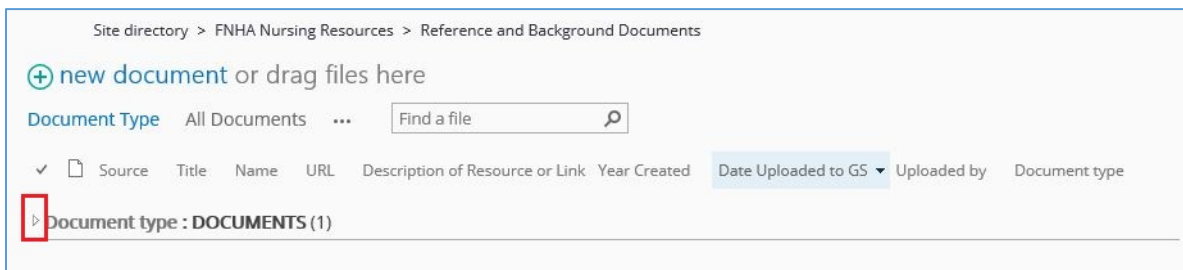 Site directory > FNHA Nursing Resources > Reference and Background Documents
new document or drag files here
Document Type All Documents ... Find a file
Source Title Name URL Description of Resource or Link Year Created Date Uploaded to GS Uploaded by Document type
Document type : DOCUMENTS (1)